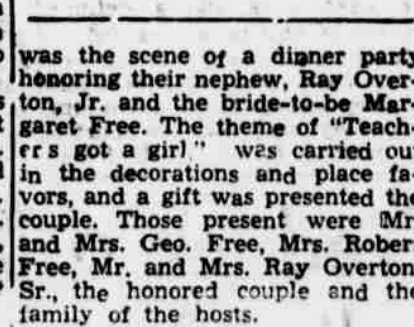 was the scene of a dinner party
honoring their nephew, Ray Over-
ton, Jr. and the bride-to-be Mar-
garet Free. The theme of "Teach-
ers got a girl" was carried out
in the decorations and place fa-
vors, and a gift was presented the
couple. Those present were Mr.
and Mrs. Geo. Free, Mrs. Rober
Free, Mr. and Mrs. Ray Overton
Sr., the honored couple and the
family of the hosts.